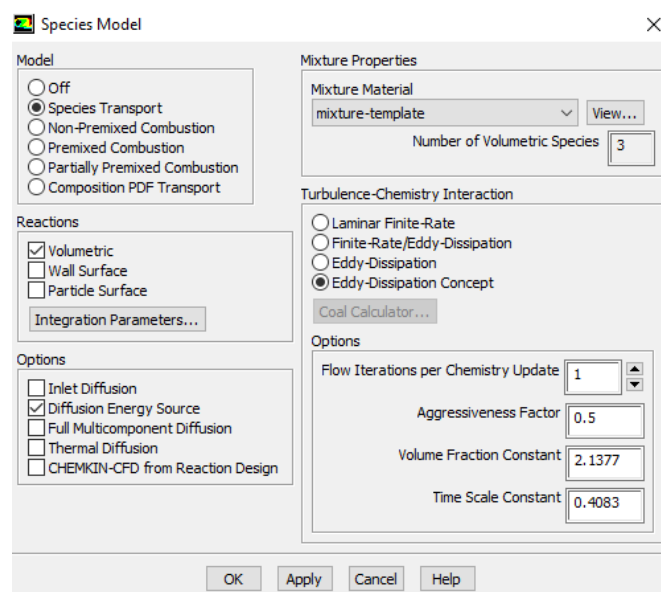 Species Model
Model
Off
Species Transport
Non-Premixed Combustion
Premixed Combustion
Partially Premixed Combustion
Composition PDF Transport
Reactions
Volumetric
Wall Surface
Particle Surface
Integration Parameters...
Options
Inlet Diffusion
Diffusion Energy Source
Full Multicomponent Diffusion
Thermal Diffusion
CHEMKIN-CFD from Reaction Design
Mixture Properties
Mixture Material
mixture-template View...
Number of Volumetric Species 3
Turbulence-Chemistry Interaction
Laminar Finite-Rate
Finite-Rate/Eddy-Dissipation
Eddy-Dissipation
Eddy-Dissipation Concept
Coal Calculator...
Options
Flow Iterations per Chemistry Update 1
Aggressiveness Factor 0.5
Volume Fraction Constant 2.1377
Time Scale Constant 0.4083
OK Apply Cancel Help